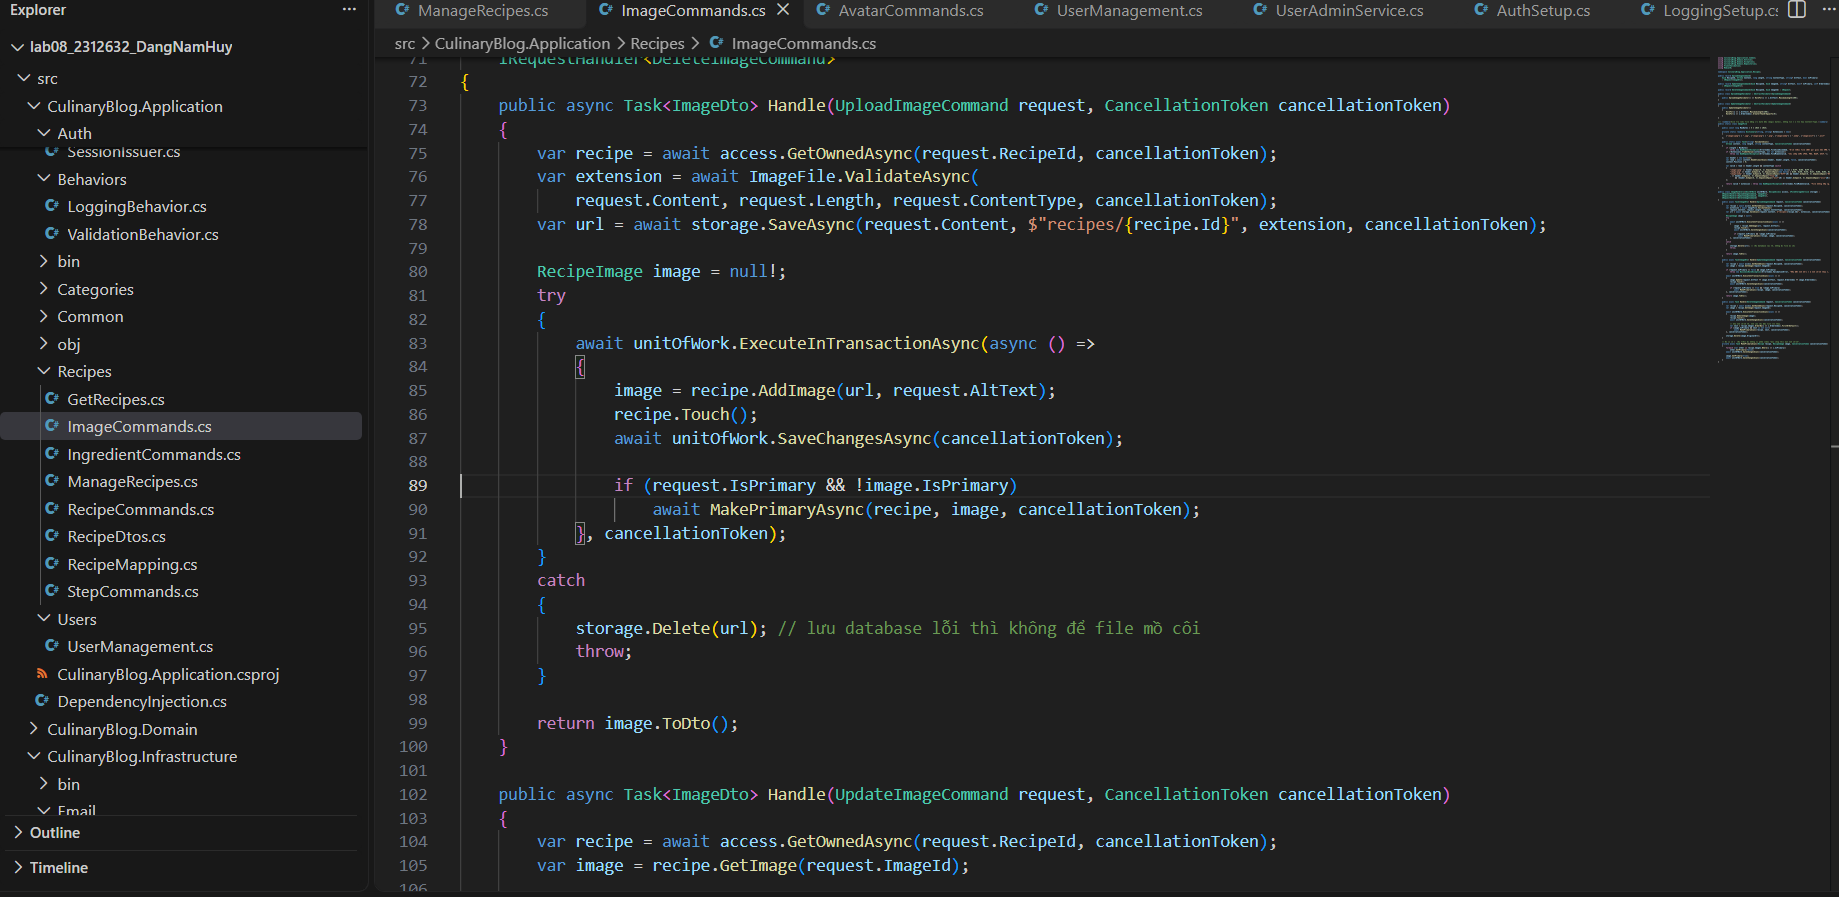 Explorer
ManageRecipes.cs
ImageCommands.cs
AvatarCommands.cs
UserManagement.cs
UserAdminService.cs
AuthSetup.cs
LoggingSetup.cs
lab08_2312632_DangNamHuy
src
CulinaryBlog.Application
Auth
SessionIssuer.cs
Behaviors
LoggingBehavior.cs
ValidationBehavior.cs
bin
Categories
Common
obj
Recipes
GetRecipes.cs
ImageCommands.cs
IngredientCommands.cs
ManageRecipes.cs
RecipeCommands.cs
RecipeDtos.cs
RecipeMapping.cs
StepCommands.cs
Users
UserManagement.cs
CulinaryBlog.Application.csproj
DependencyInjection.cs
CulinaryBlog.Domain
CulinaryBlog.Infrastructure
bin
Email
Outline
Timeline
src > CulinaryBlog.Application > Recipes > ImageCommands.cs
71 IRequestHandler<DeleteImageCommand>
72 {
73 public async Task<ImageDto> Handle(UploadImageCommand request, CancellationToken cancellationToken)
74 {
75 var recipe = await access.GetOwnedAsync(request.RecipeId, cancellationToken);
76 var extension = await ImageFile.ValidateAsync(
77 request.Content, request.Length, request.ContentType, cancellationToken);
78 var url = await storage.SaveAsync(request.Content, $"recipes/{recipe.Id}", extension, cancellationToken);
79
80 RecipeImage image = null!;
81 try
82 {
83 await unitOfWork.ExecuteInTransactionAsync(async () =>
84 {
85 image = recipe.AddImage(url, request.AltText);
86 recipe.Touch();
87 await unitOfWork.SaveChangesAsync(cancellationToken);
88
89 if (request.IsPrimary && !image.IsPrimary)
90 await MakePrimaryAsync(recipe, image, cancellationToken);
91 }, cancellationToken);
92 }
93 catch
94 {
95 storage.Delete(url); // lưu database lỗi thì không để file mồ côi
96 throw;
97 }
98
99 return image.ToDto();
100 }
101
102 public async Task<ImageDto> Handle(UpdateImageCommand request, CancellationToken cancellationToken)
103 {
104 var recipe = await access.GetOwnedAsync(request.RecipeId, cancellationToken);
105 var image = recipe.GetImage(request.ImageId);
106